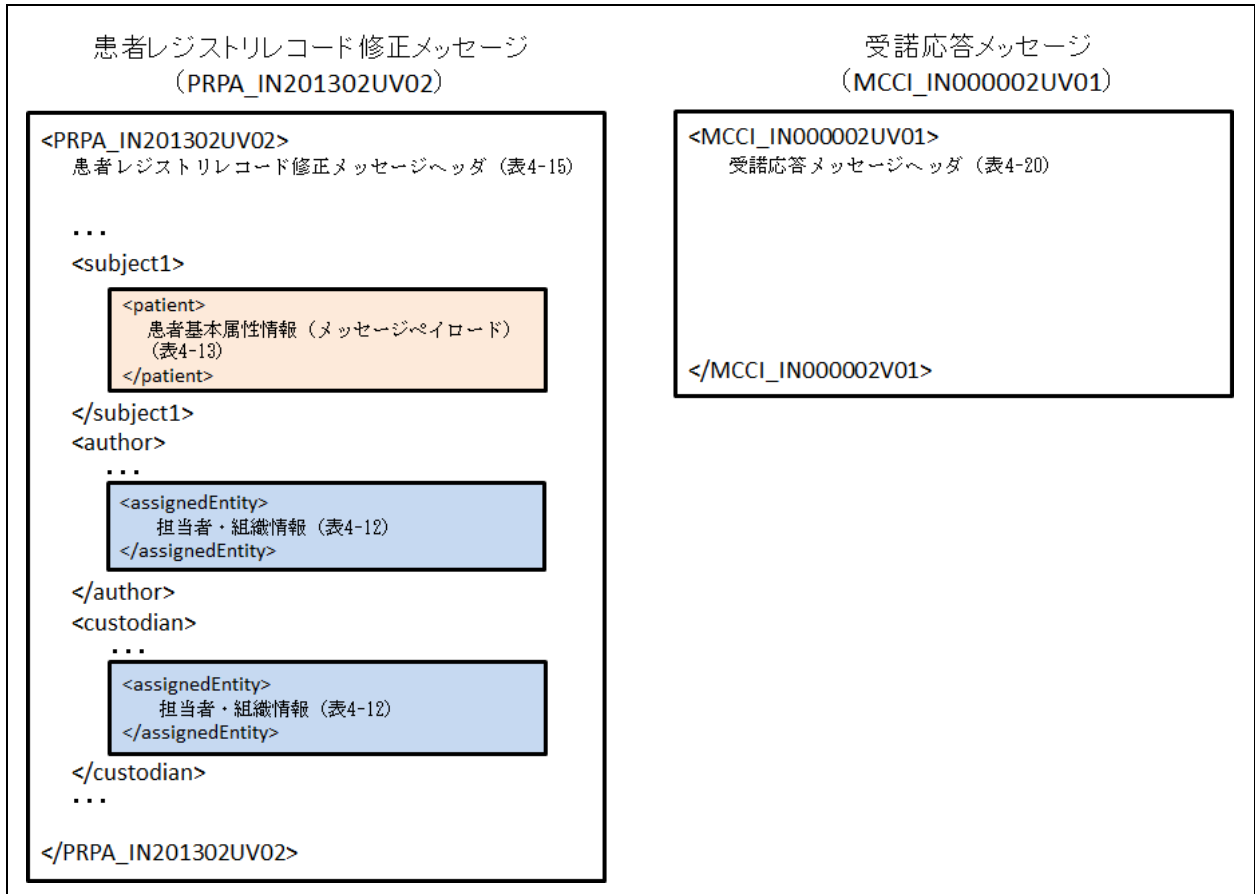 患者レジストリレコード修正メッセージ
（PRPA_IN201302UV02）
<PRPA_IN201302UV02>
患者レジストリレコード修正メッセージヘッダ（表4-15）
...
<subject1>
<patient>
患者基本属性情報（メッセージペイロード）
（表4-13）
</patient>
</subject1>
<author>
...
<assignedEntity>
担当者・組織情報（表4-12）
</assignedEntity>
</author>
<custodian>
...
<assignedEntity>
担当者・組織情報（表4-12）
</assignedEntity>
</custodian>
...
</PRPA_IN201302UV02>
受諾応答メッセージ
（MCCI_IN000002UV01）
<MCCI_IN000002UV01>
受諾応答メッセージヘッダ（表4-20）
</MCCI_IN000002V01>